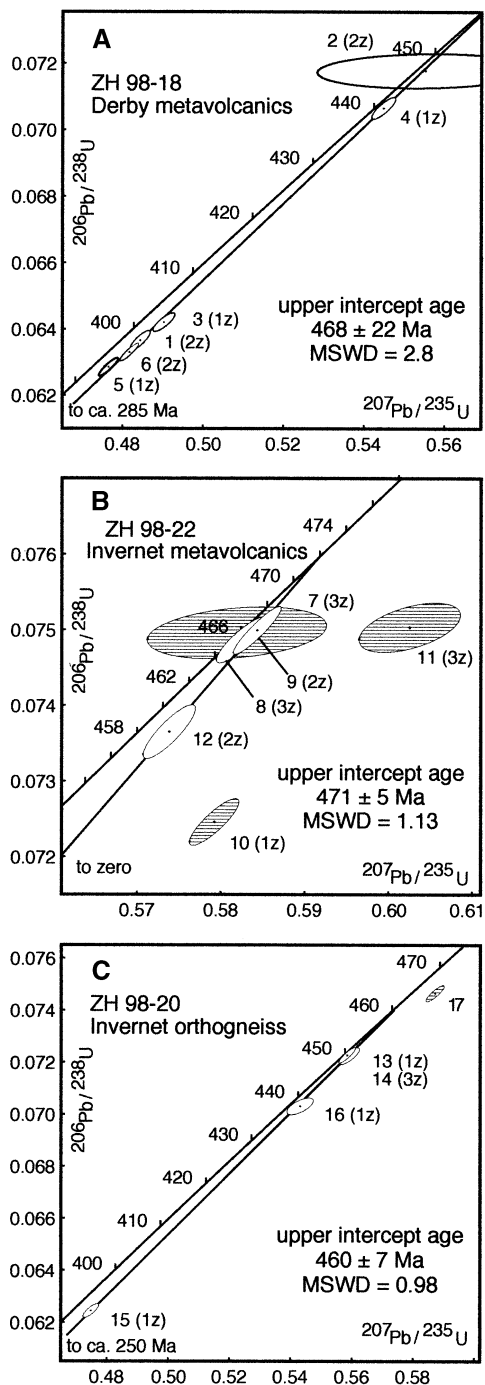 A
ZH 98-18
Derby metavolcanics
2 (2z)
450
440
4 (1z)
430
420
410
400
3 (1z)
1 (2z)
6 (2z)
5 (1z)
to ca. 285 Ma
upper intercept age
468 ± 22 Ma
MSWD = 2.8
207Pb/235U
206Pb/238U
0.072
0.070
0.068
0.066
0.064
0.062
0.48
0.50
0.52
0.54
0.56
B
ZH 98-22
Invernet metavolcanics
474
470
466
462
458
7 (3z)
11 (3z)
9 (2z)
8 (3z)
12 (2z)
10 (1z)
to zero
upper intercept age
471 ± 5 Ma
MSWD = 1.13
207Pb/235U
206Pb/238U
0.076
0.075
0.074
0.073
0.072
0.57
0.58
0.59
0.60
0.61
C
ZH 98-20
Invernet orthogneiss
470
460
450
440
430
420
410
400
17
13 (1z)
14 (3z)
16 (1z)
15 (1z)
to ca. 250 Ma
upper intercept age
460 ± 7 Ma
MSWD = 0.98
207Pb/235U
206Pb/238U
0.076
0.074
0.072
0.070
0.068
0.066
0.064
0.062
0.48
0.50
0.52
0.54
0.56
0.58